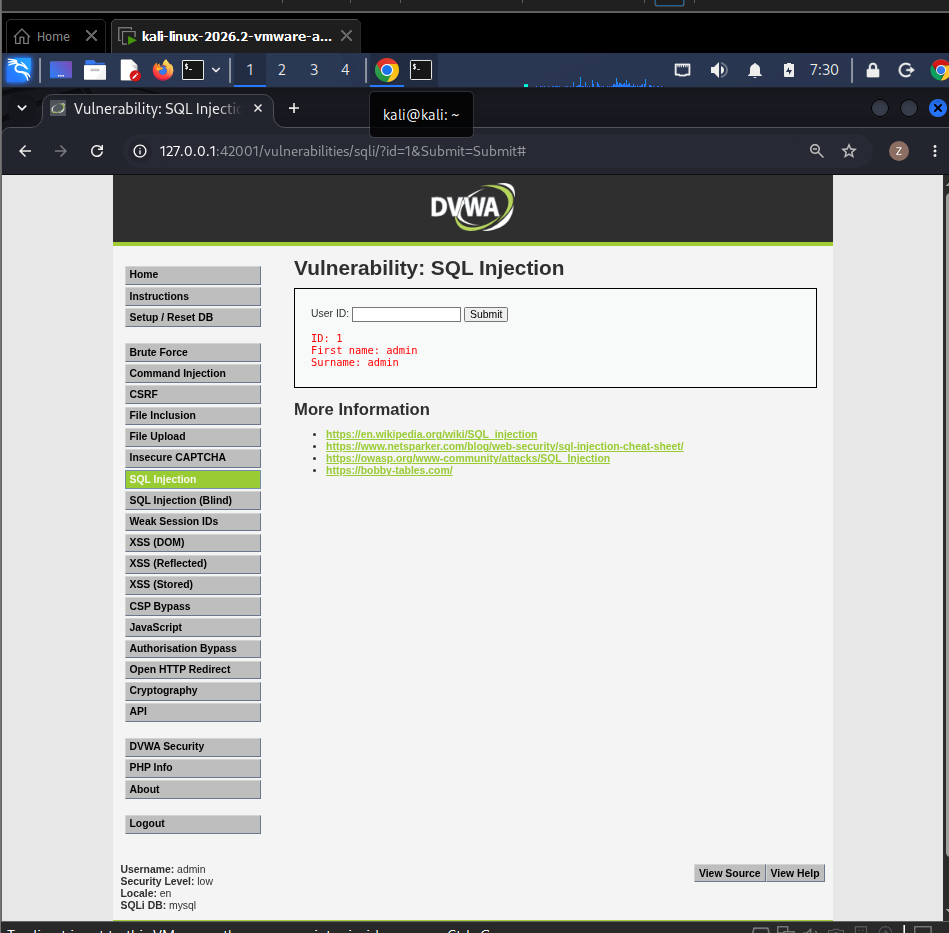 Home
kali-linux-2026.2-vmware-a...
1 2 3 4
7:30
Vulnerability: SQL Injectic
kali@kali: ~
127.0.0.1:42001/vulnerabilities/sqli/?id=1&Submit=Submit#
Z
DVWA
Home
Instructions
Setup / Reset DB
Brute Force
Command Injection
CSRF
File Inclusion
File Upload
Insecure CAPTCHA
SQL Injection
SQL Injection (Blind)
Weak Session IDs
XSS (DOM)
XSS (Reflected)
XSS (Stored)
CSP Bypass
JavaScript
Authorisation Bypass
Open HTTP Redirect
Cryptography
API
DVWA Security
PHP Info
About
Logout
Vulnerability: SQL Injection
User ID:
Submit
ID: 1
First name: admin
Surname: admin
More Information
https://en.wikipedia.org/wiki/SQL_injection
https://www.netsparker.com/blog/web-security/sql-injection-cheat-sheet/
https://owasp.org/www-community/attacks/SQL_Injection
https://bobby-tables.com/
Username: admin
Security Level: low
Locale: en
SQLi DB: mysql
View Source View Help